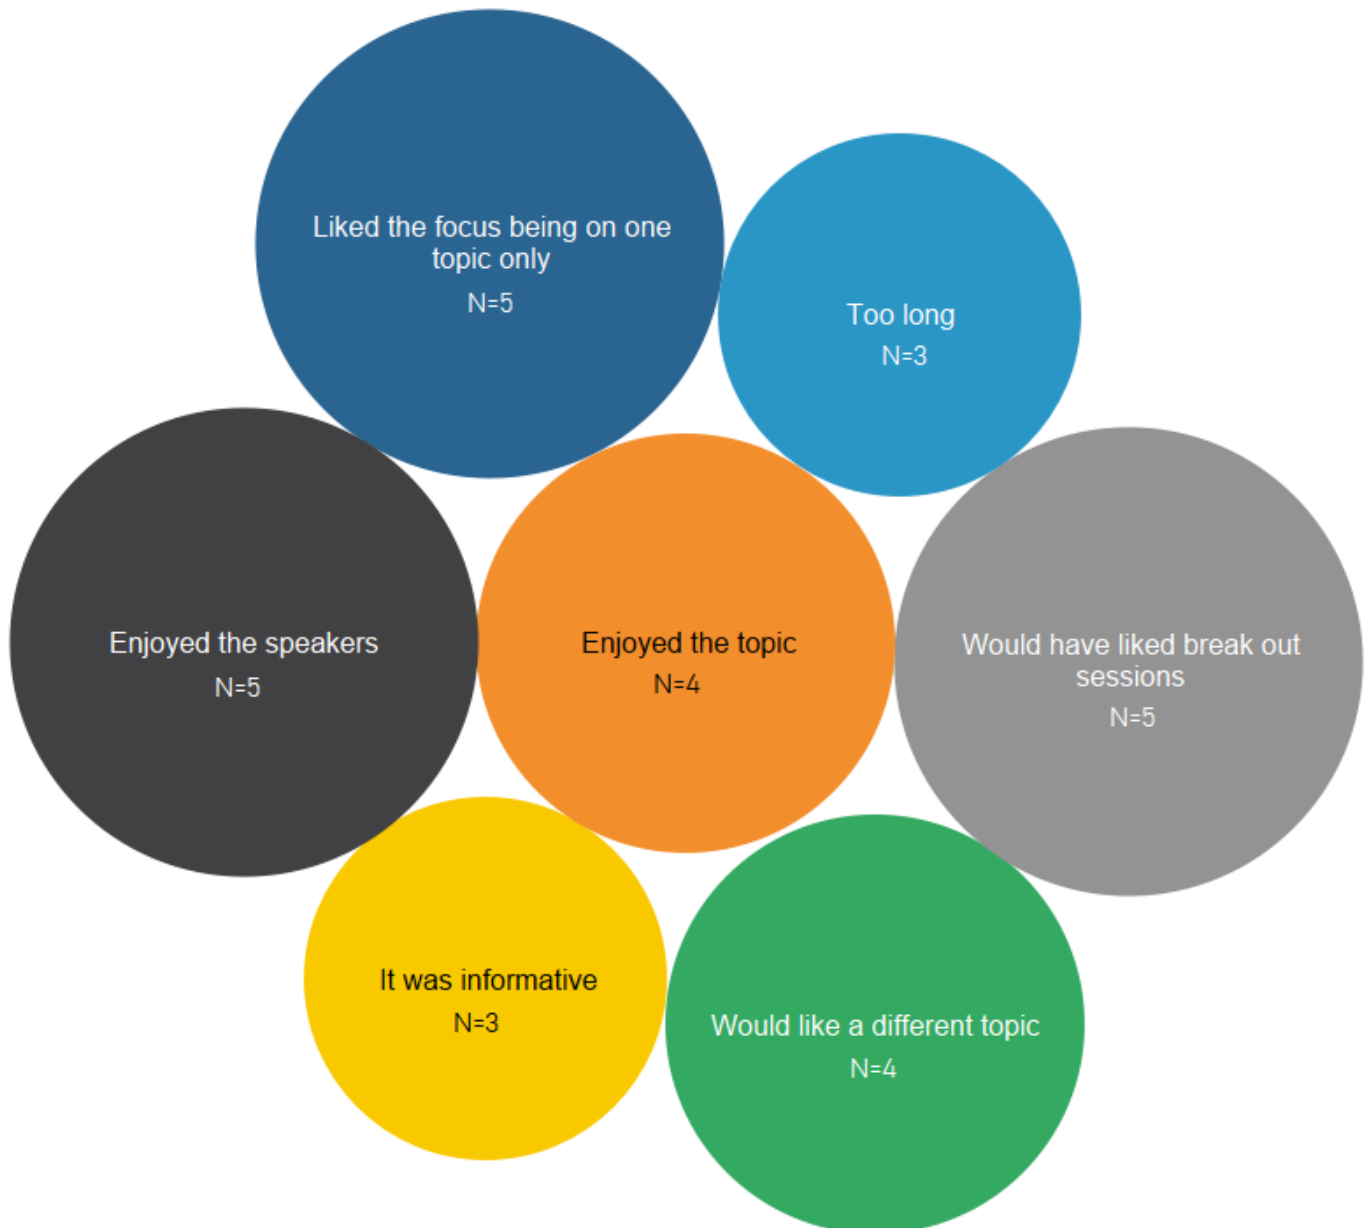 Liked the focus being on one
topic only
N=5
Too long
N=3
Enjoyed the speakers
N=5
Enjoyed the topic
N=4
Would have liked break out
sessions
N=5
It was informative
N=3
Would like a different topic
N=4